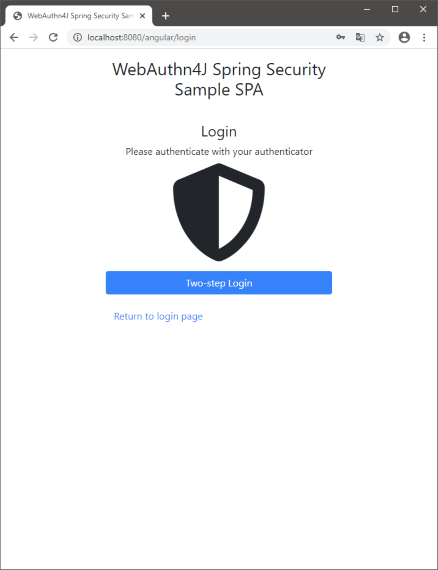 WebAuthn4J Spring Security Sam
localhost:8080/angular/login
WebAuthn4J Spring Security
Sample SPA
Login
Please authenticate with your authenticator
Two-step Login
Return to login page